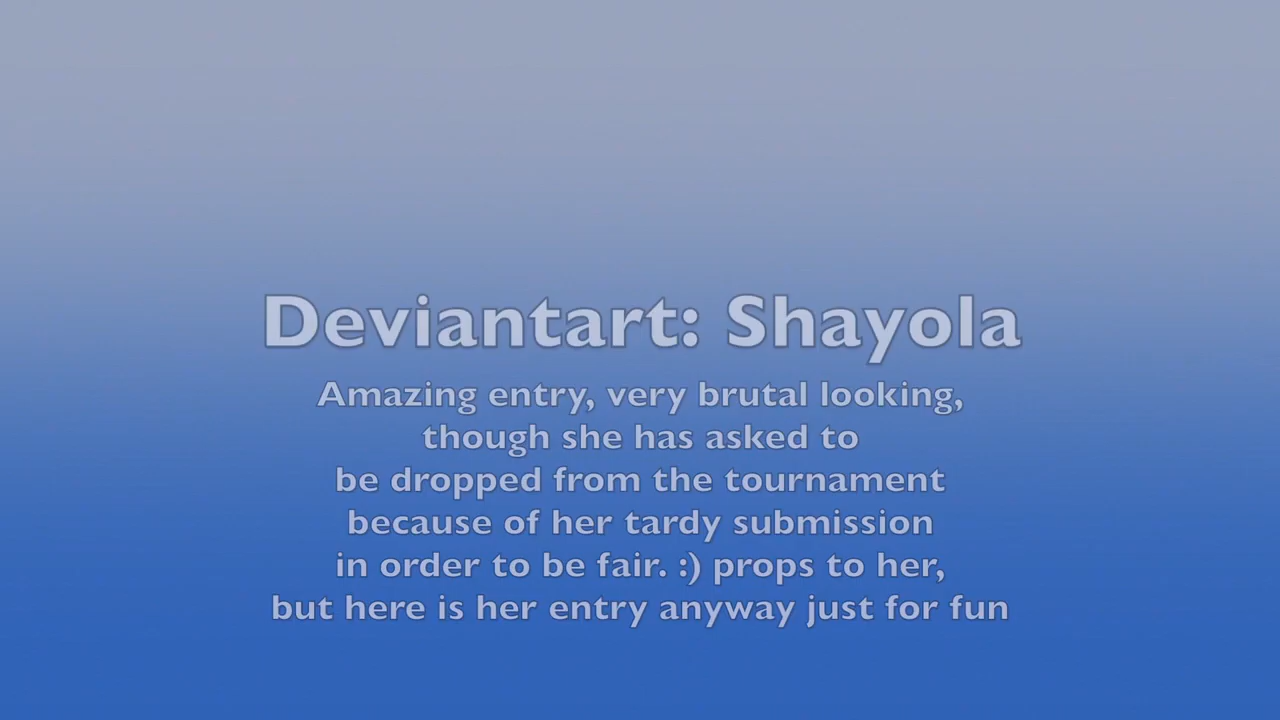 Deviantart: Shayola
Amazing entry, very brutal looking,
though she has asked to
be dropped from the tournament
because of her tardy submission
in order to be fair. :) props to her,
but here is her entry anyway just for fun